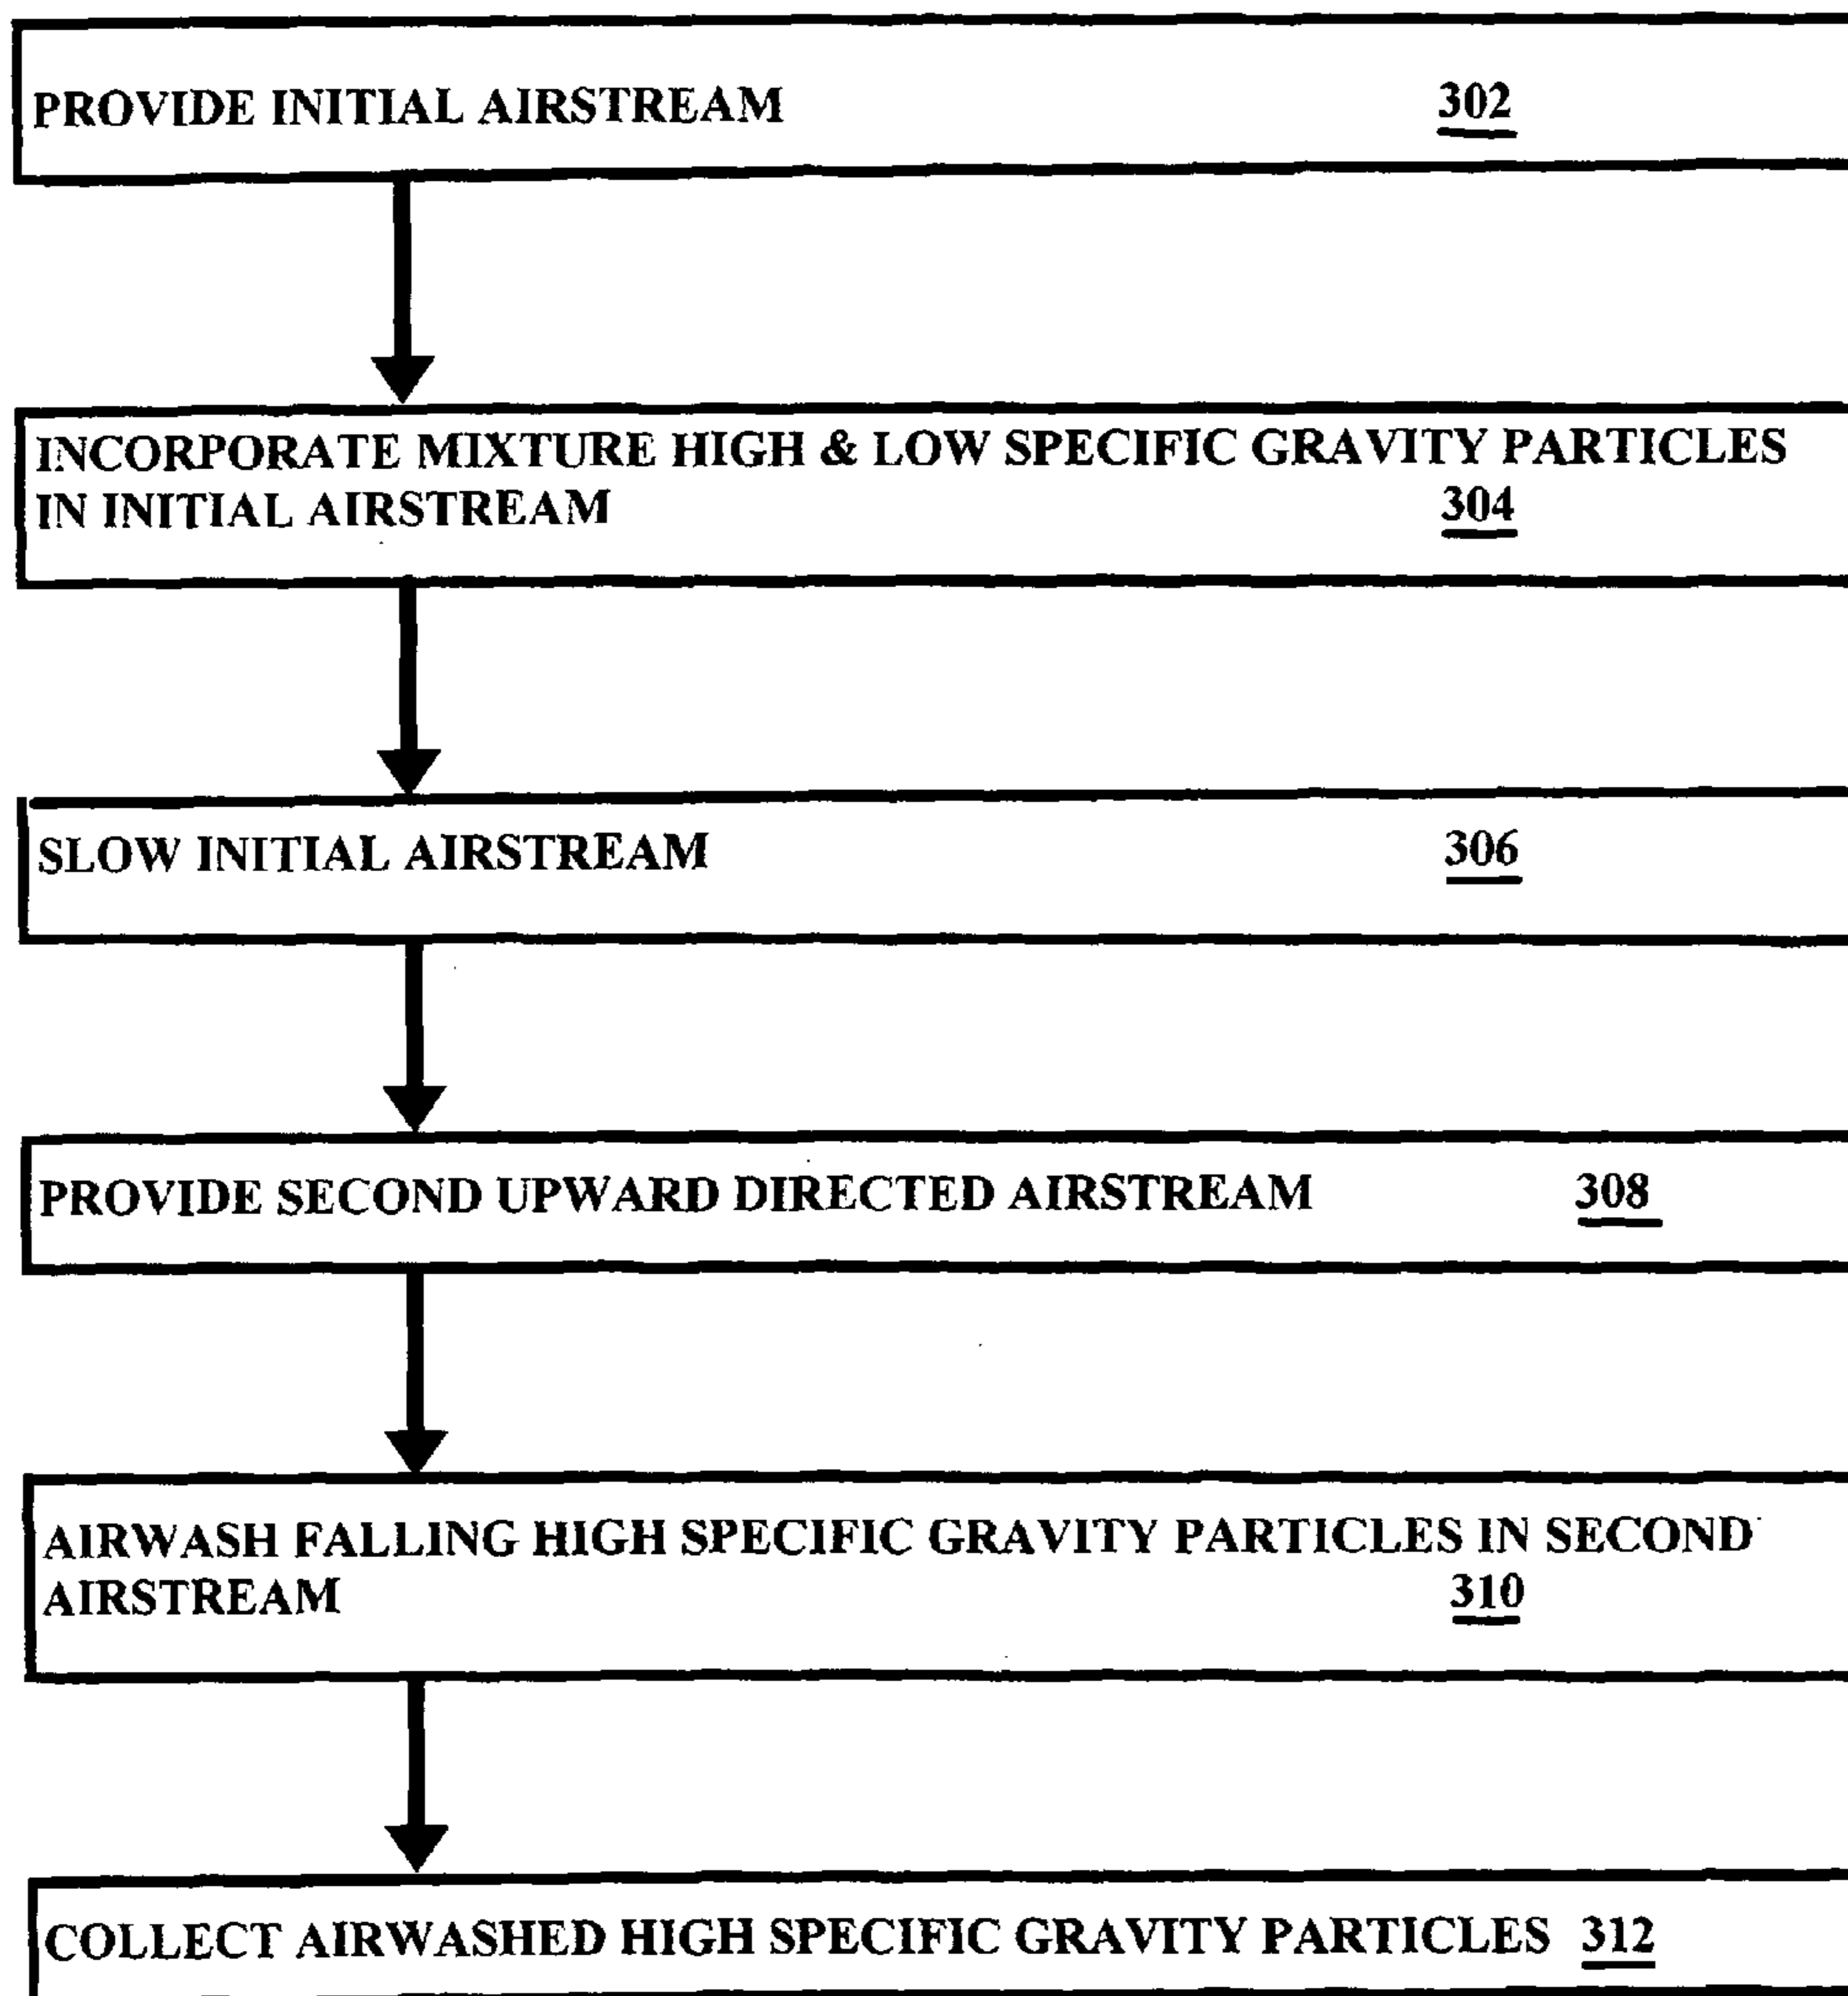 PROVIDE INITIAL AIRSTREAM 302
INCORPORATE MIXTURE HIGH & LOW SPECIFIC GRAVITY PARTICLES
IN INITIAL AIRSTREAM 304
SLOW INITIAL AIRSTREAM 306
PROVIDE SECOND UPWARD DIRECTED AIRSTREAM 308
AIRWASH FALLING HIGH SPECIFIC GRAVITY PARTICLES IN SECOND
AIRSTREAM 310
COLLECT AIRWASHED HIGH SPECIFIC GRAVITY PARTICLES 312